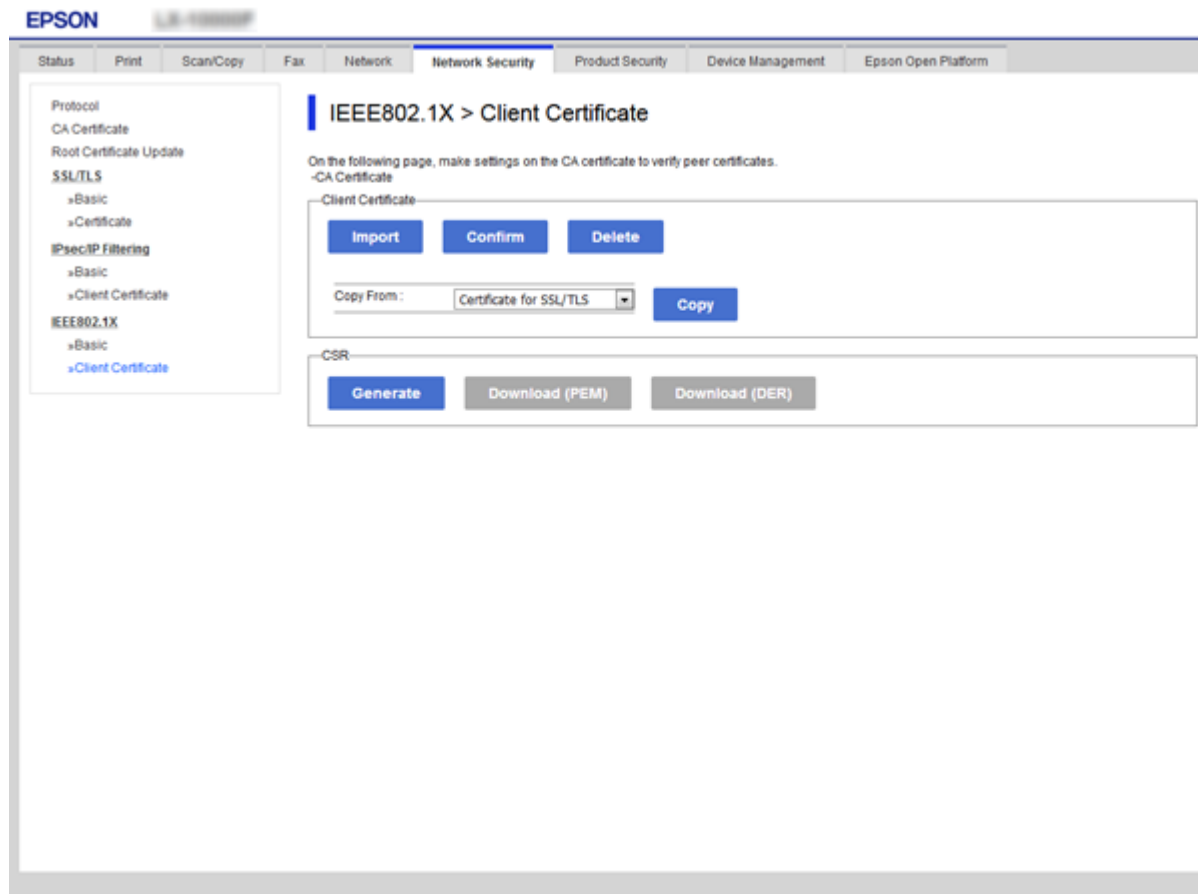 EPSON
Status Print Scan/Copy Fax Network Network Security Product Security Device Management Epson Open Platform
Protocol
CA Certificate
Root Certificate Update
SSL/TLS
»Basic
»Certificate
IPsec/IP Filtering
»Basic
»Client Certificate
IEEE802.1X
»Basic
»Client Certificate
IEEE802.1X > Client Certificate
On the following page, make settings on the CA certificate to verify peer certificates.
-CA Certificate
Client Certificate
Import Confirm Delete
Copy From : Certificate for SSL/TLS Copy
CSR
Generate Download (PEM) Download (DER)